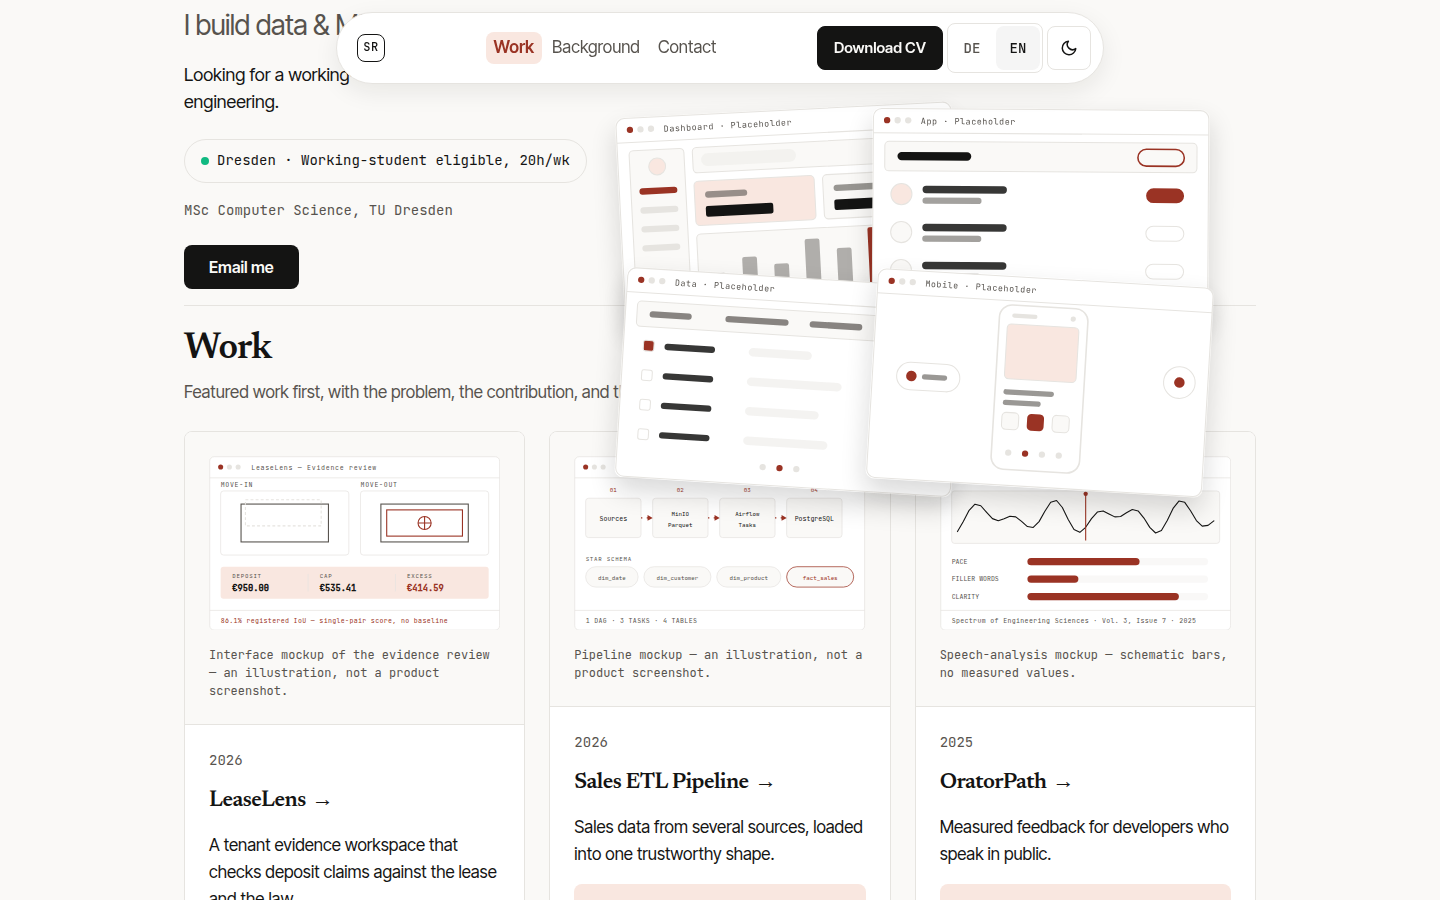 I build data & M
SR
Work
Background
Contact
Download CV
DE
EN
Looking for a working
engineering.
Dresden · Working-student eligible, 20h/wk
MSc Computer Science, TU Dresden
Email me
Dashboard · Placeholder
App · Placeholder
Data · Placeholder
Mobile · Placeholder
Work
Featured work first, with the problem, the contribution, and
LeaseLens — Evidence review
MOVE-IN
MOVE-OUT
DEPOSIT
CAP
EXCESS
€950.00
€535.41
€414.59
86.1% registered IoU — single-pair score, no baseline
Interface mockup of the evidence review
— an illustration, not a product
screenshot.
2026
LeaseLens →
A tenant evidence workspace that
checks deposit claims against the lease
and the law
01
02
03
04
Sources
MinIO
Parquet
Airflow
Tasks
PostgreSQL
STAR SCHEMA
dim_date
dim_customer
dim_product
fact_sales
1 DAG · 3 TASKS · 4 TABLES
Pipeline mockup — an illustration, not a
product screenshot.
2026
Sales ETL Pipeline →
Sales data from several sources, loaded
into one trustworthy shape.
PACE
FILLER WORDS
CLARITY
Spectrum of Engineering Sciences · Vol. 3, Issue 7 · 2025
Speech-analysis mockup — schematic bars,
no measured values.
2025
OratorPath →
Measured feedback for developers who
speak in public.